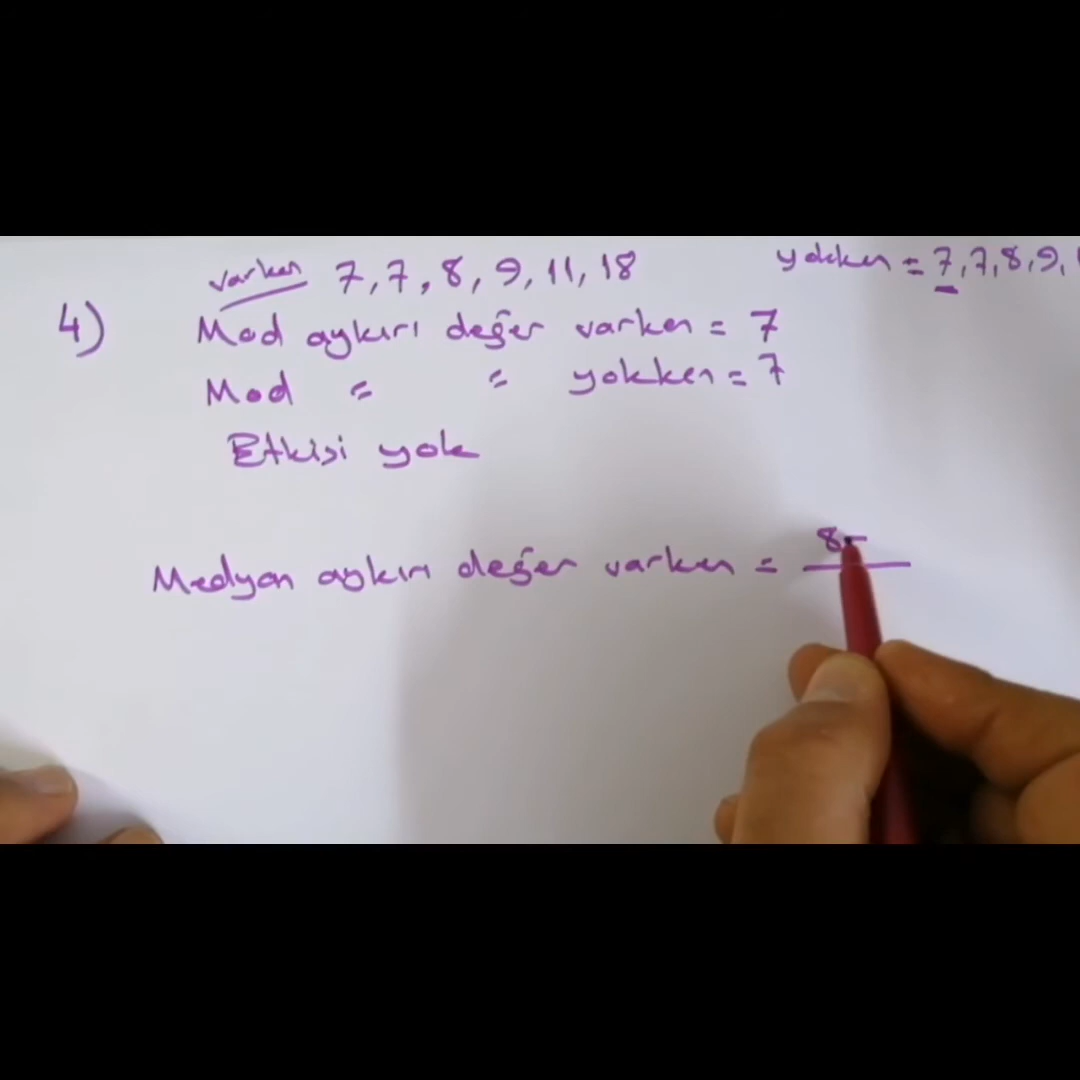 varken 7, 7, 8, 9, 11, 18 yokken = 7, 7, 8, 9,
4) Mod aykırı değer varken = 7
Mod " " yokken = 7
Etkisi yok
Medyan aykırı değer varken = 8